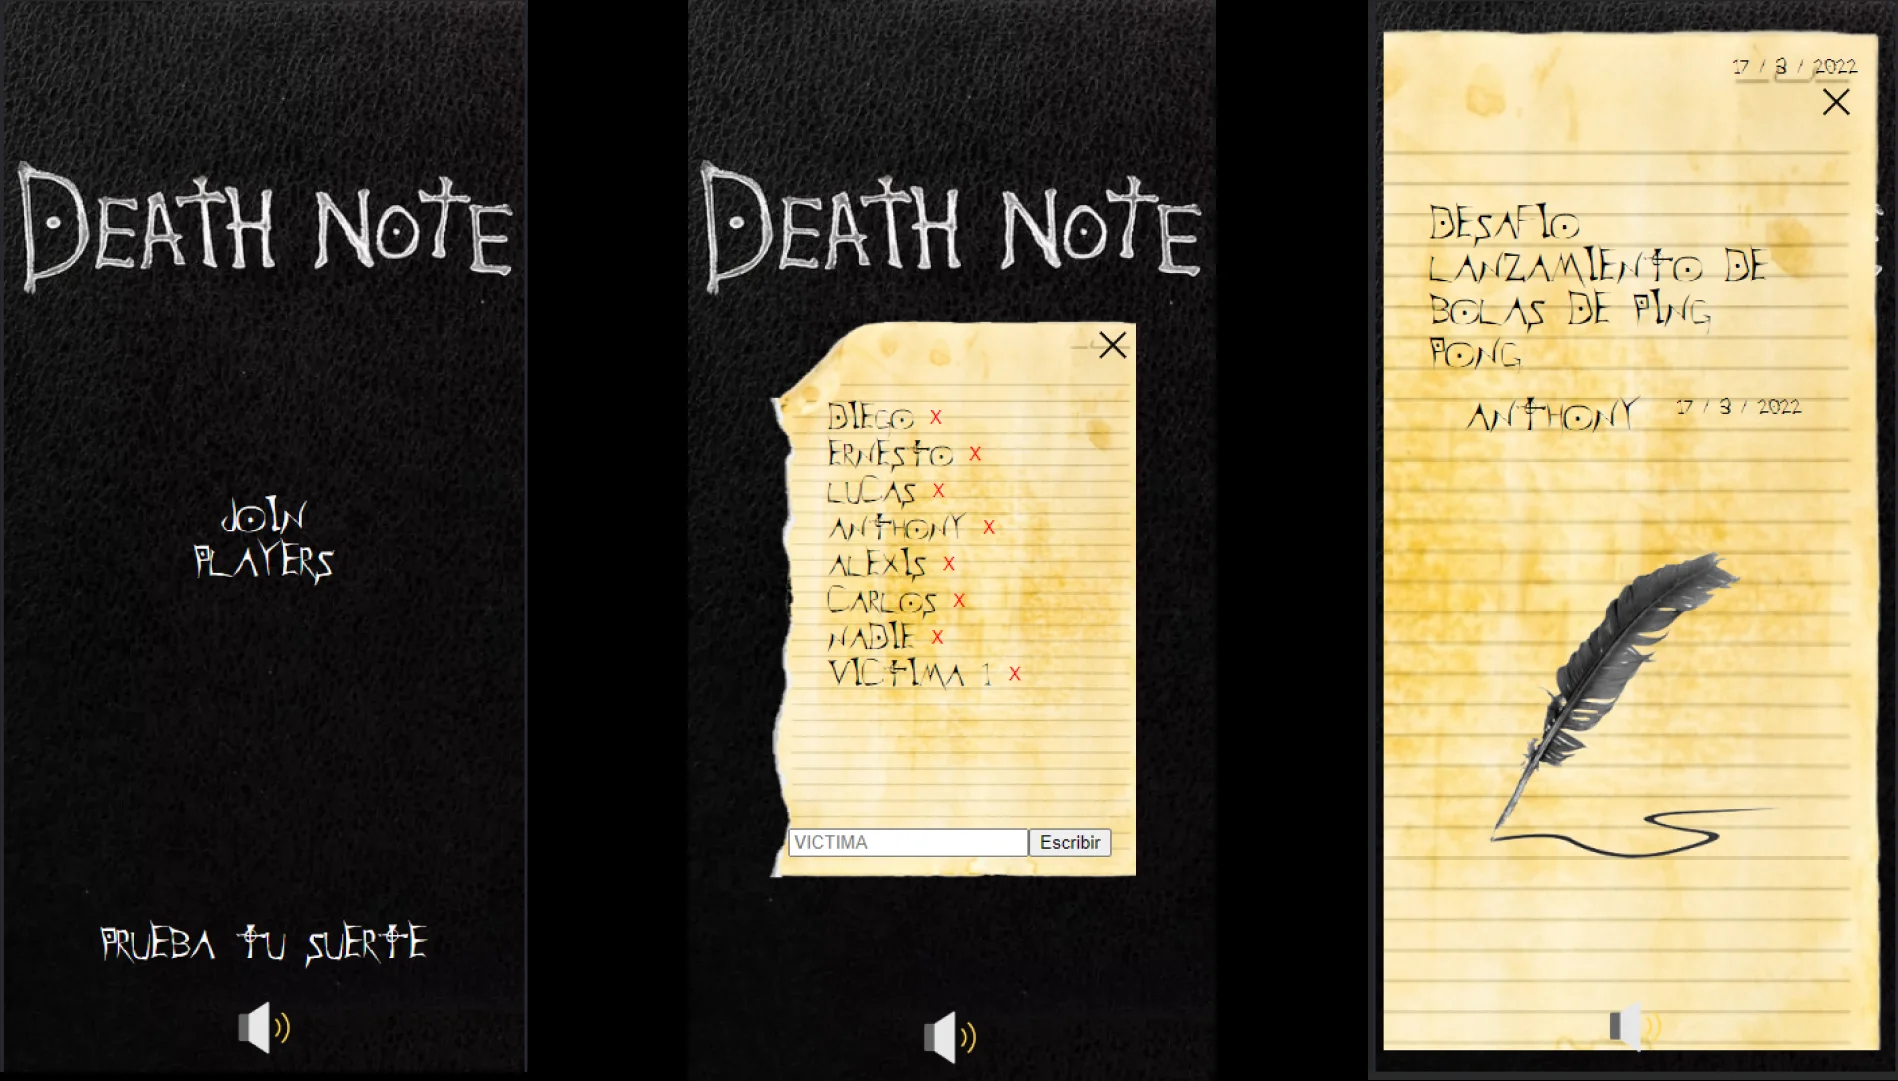 DEATH NOTE
JOIN
PLAYERS
PRUEBA TU SUERTE
DEATH NOTE
X
DIEGO X
ERNESTO X
LUCAS X
ANTHONY X
ALEXIS X
CARLOS X
NADIE X
VICTIMA 1 X
VICTIMA
Escribir
17 / 3 / 2022
X
DESAFIO
LANZAMIENTO DE
BOLAS DE PING
PONG
ANTHONY 17 / 3 / 2022